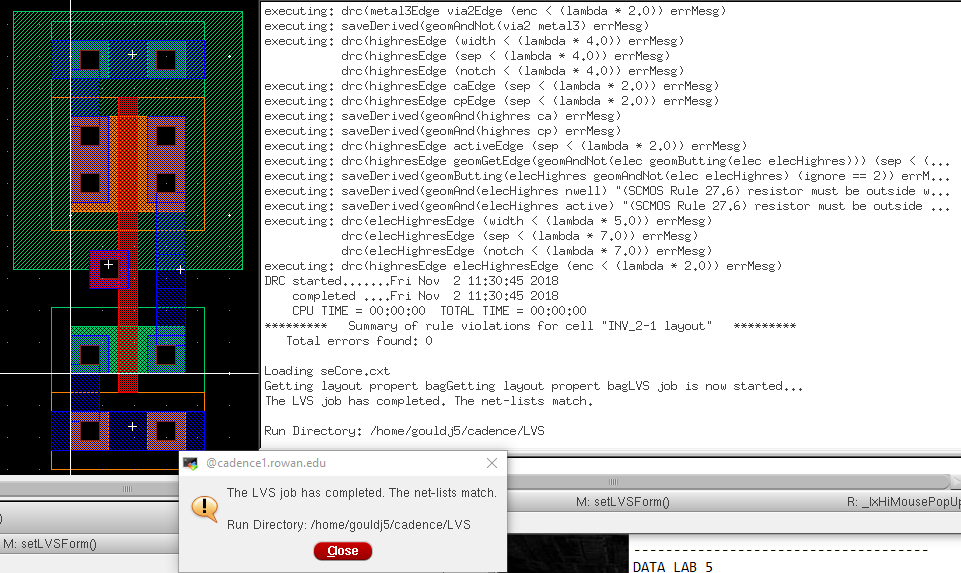 executing: drc(metal3Edge via2Edge (enc < (lambda * 2.0)) errMesg)
executing: saveDerived(geomAndNot(via2 metal3) errMesg)
executing: drc(highresEdge (width < (lambda * 4.0)) errMesg)
drc(highresEdge (sep < (lambda * 4.0)) errMesg)
drc(highresEdge (notch < (lambda * 4.0)) errMesg)
executing: drc(highresEdge caEdge (sep < (lambda * 2.0)) errMesg)
executing: drc(highresEdge cpEdge (sep < (lambda * 2.0)) errMesg)
executing: saveDerived(geomAnd(highres ca) errMesg)
executing: saveDerived(geomAnd(highres cp) errMesg)
executing: drc(highresEdge activeEdge (sep < (lambda * 2.0)) errMesg)
executing: drc(highresEdge geomGetEdge(geomAndNot(elec geomButting(elec elecHighres))) (sep < (...
executing: saveDerived(geomButting(elecHighres geomAndNot(elec elecHighres) (ignore == 2)) errM...
executing: saveDerived(geomAnd(elecHighres nwell) "(SCMOS Rule 27.6) resistor must be outside w...
executing: saveDerived(geomAnd(elecHighres active) "(SCMOS Rule 27.6) resistor must be outside ...
executing: drc(elecHighresEdge (width < (lambda * 5.0)) errMesg)
drc(elecHighresEdge (sep < (lambda * 7.0)) errMesg)
drc(elecHighresEdge (notch < (lambda * 7.0)) errMesg)
executing: drc(highresEdge elecHighresEdge (enc < (lambda * 2.0)) errMesg)
DRC started.......Fri Nov  2 11:30:45 2018
completed ....Fri Nov  2 11:30:45 2018
CPU TIME = 00:00:00  TOTAL TIME = 00:00:00
*********   Summary of rule violations for cell "INV_2-1 layout"   *********
Total errors found: 0
Loading seCore.cxt
Getting layout propert bagGetting layout propert bagLVS job is now started...
The LVS job has completed. The net-lists match.
Run Directory: /home/gouldj5/cadence/LVS
@cadence1.rowan.edu
The LVS job has completed. The net-lists match.
Run Directory: /home/gouldj5/cadence/LVS
Close
M: setLVSForm()
R: _lxHiMousePopUp
)
M: setLVSForm()
------------------------------------
DATA LAB 5